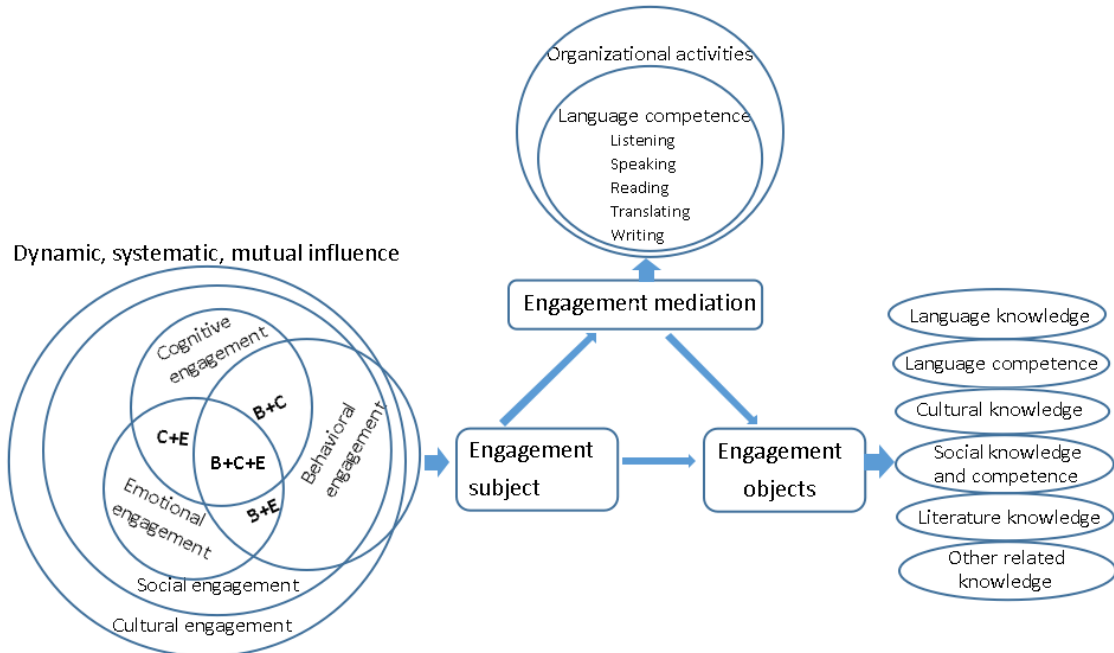 Organizational activities
Language competence
Listening
Speaking
Reading
Translating
Writing
Dynamic, systematic, mutual influence
Cognitive
engagement
B+C
C+E
B+C+E
Behavioral
engagement
Emotional
engagement
B+E
Social engagement
Cultural engagement
Engagement mediation
Engagement
subject
Engagement
objects
Language knowledge
Language competence
Cultural knowledge
Social knowledge
and competence
Literature knowledge
Other related
knowledge